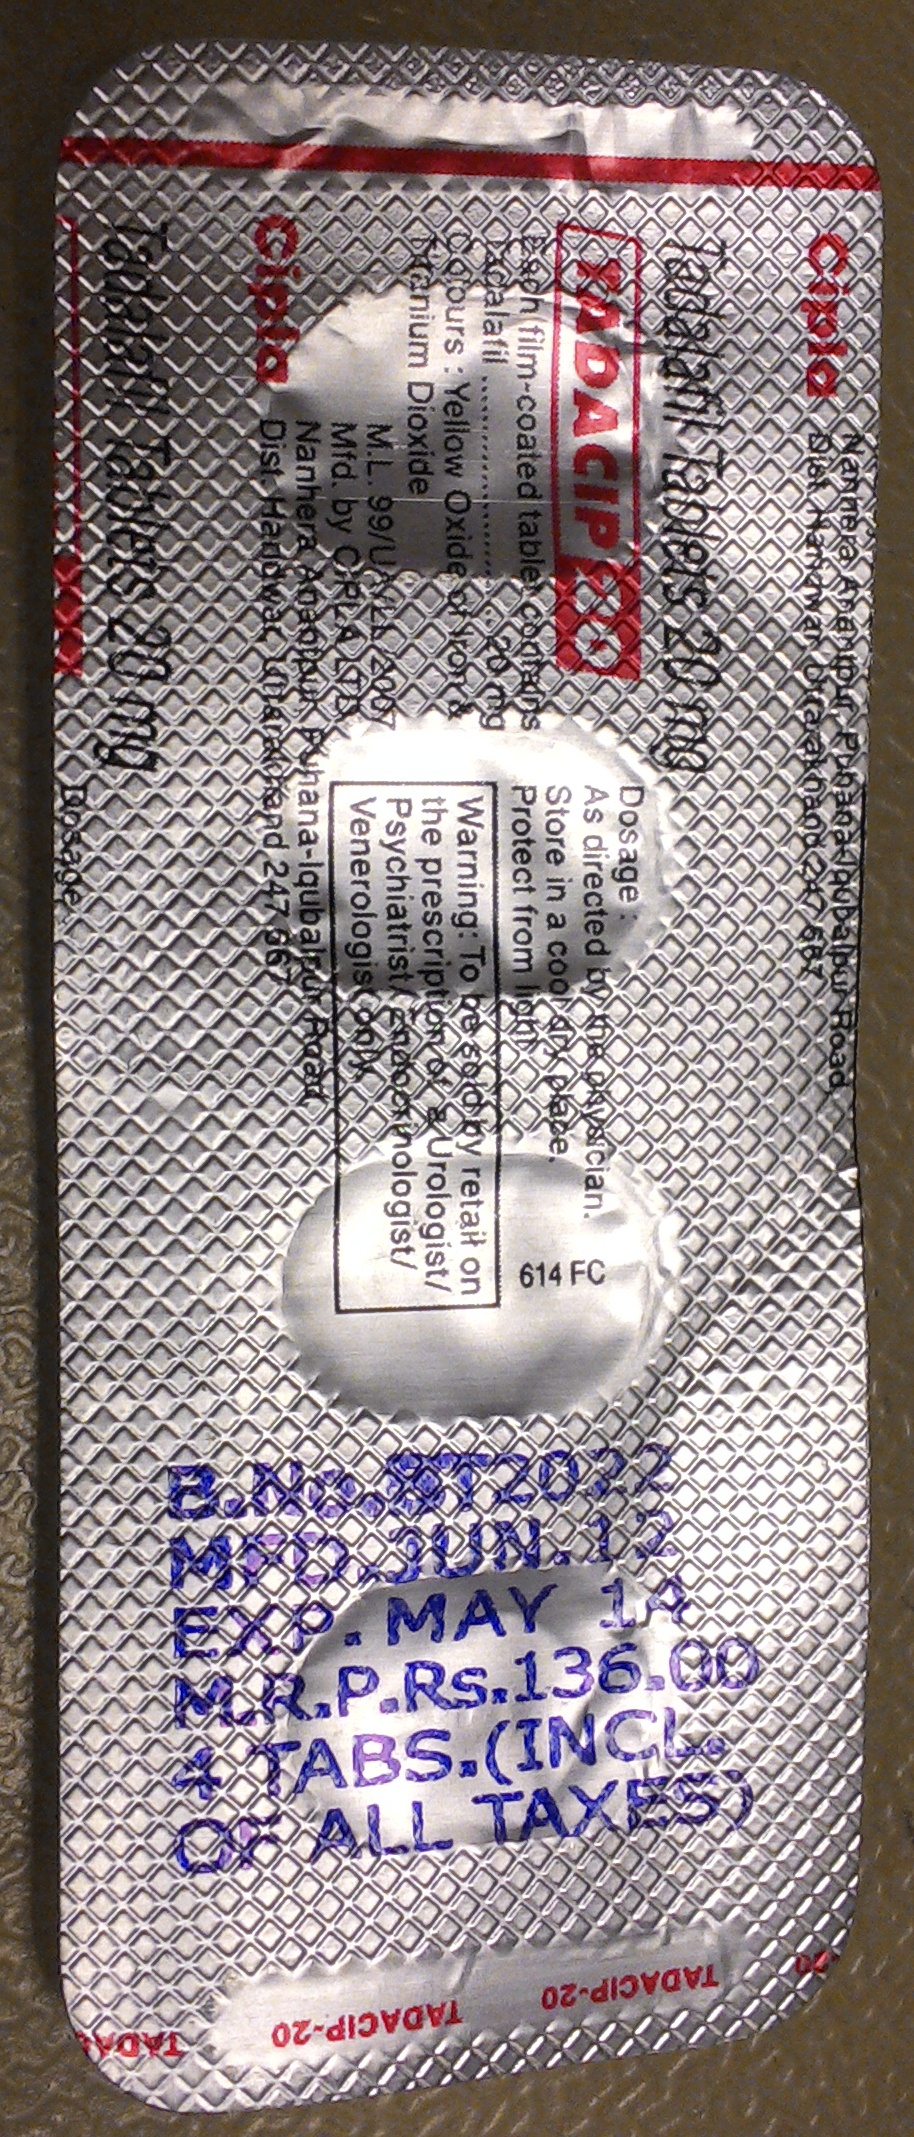 Cipla
Nanhera Anantpur, Puhana-Iqubalpur Road
Dist. Haridwar, Uttarakhand 247 667
Tadalafil Tablets 20 mg
TADACIP 20
Each film-coated tablet contains
Tadalafil .............. 20 mg
Colours : Yellow Oxide of Iron &
Titanium Dioxide
M.L.
Mfd. by CIPLA LTD.
Nanhera Anantpur, Puhana-Iqubalpur Road
Dist. Haridwar, Uttarakhand 247 667
Cipla
Dosage :
As directed by the physician.
Store in a cool dry place.
Protect from light.
614 FC
Warning: To be sold by retail on
the prescription of a Urologist/
Psychiatrist/ Endocrinologist/
Venerologist only.
Tadalafil Tablets 20 mg
Dosage
B.No.
MFD.JUN.12
EXP.MAY 14
M.R.P.Rs.136.00
4 TABS.(INCL.
OF ALL TAXES)
TADACIP-20
TADACIP-20
-20
TADA